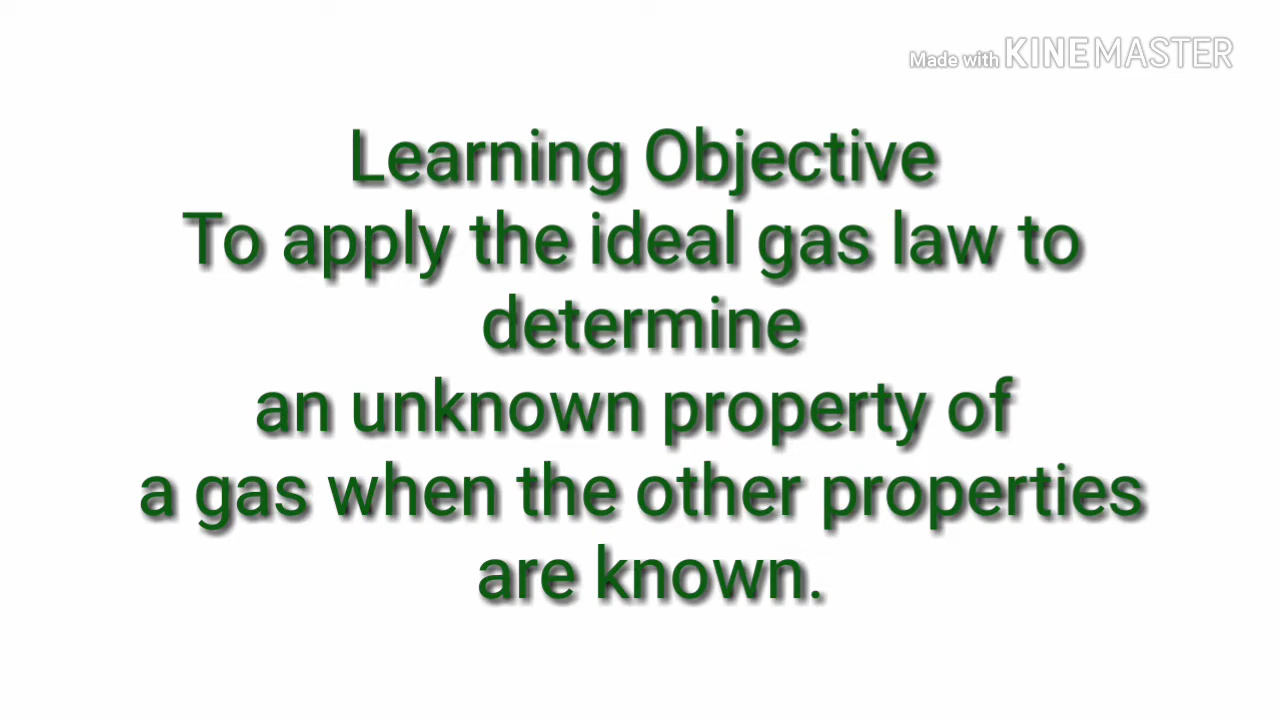 Made with KINEMASTER
Learning Objective
To apply the ideal gas law to
determine
an unknown property of
a gas when the other properties
are known.